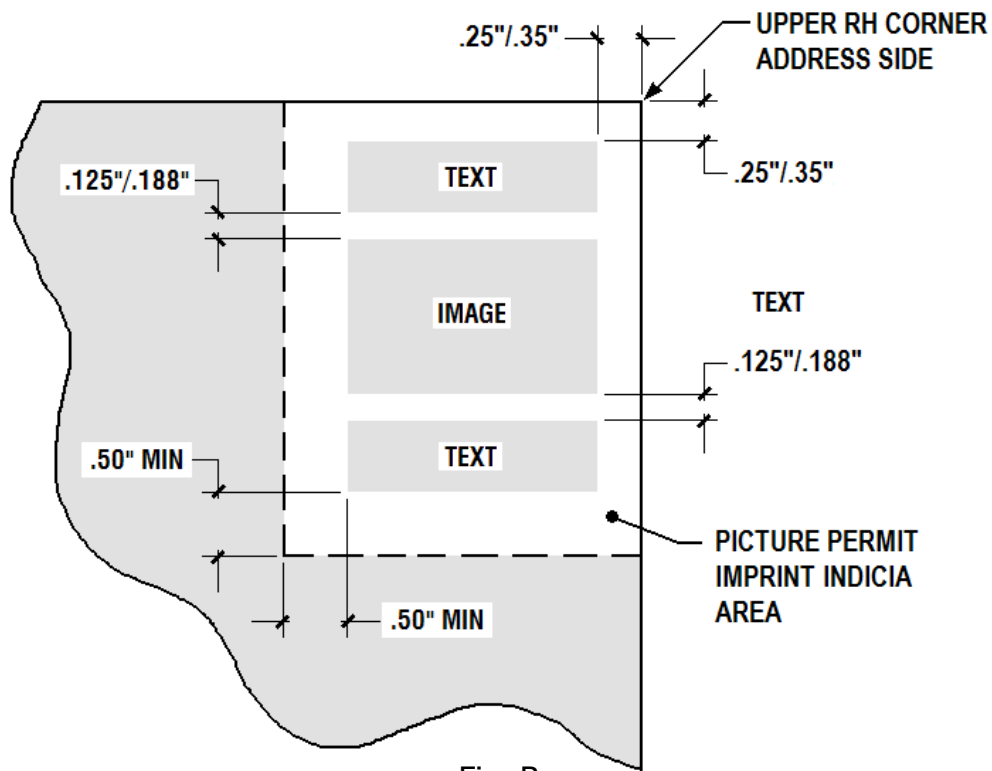 .25"/.35"
UPPER RH CORNER
ADDRESS SIDE
.125"/.188"
TEXT
.25"/.35"
IMAGE
TEXT
.125"/.188"
.50" MIN
TEXT
PICTURE PERMIT
IMPRINT INDICIA
AREA
.50" MIN